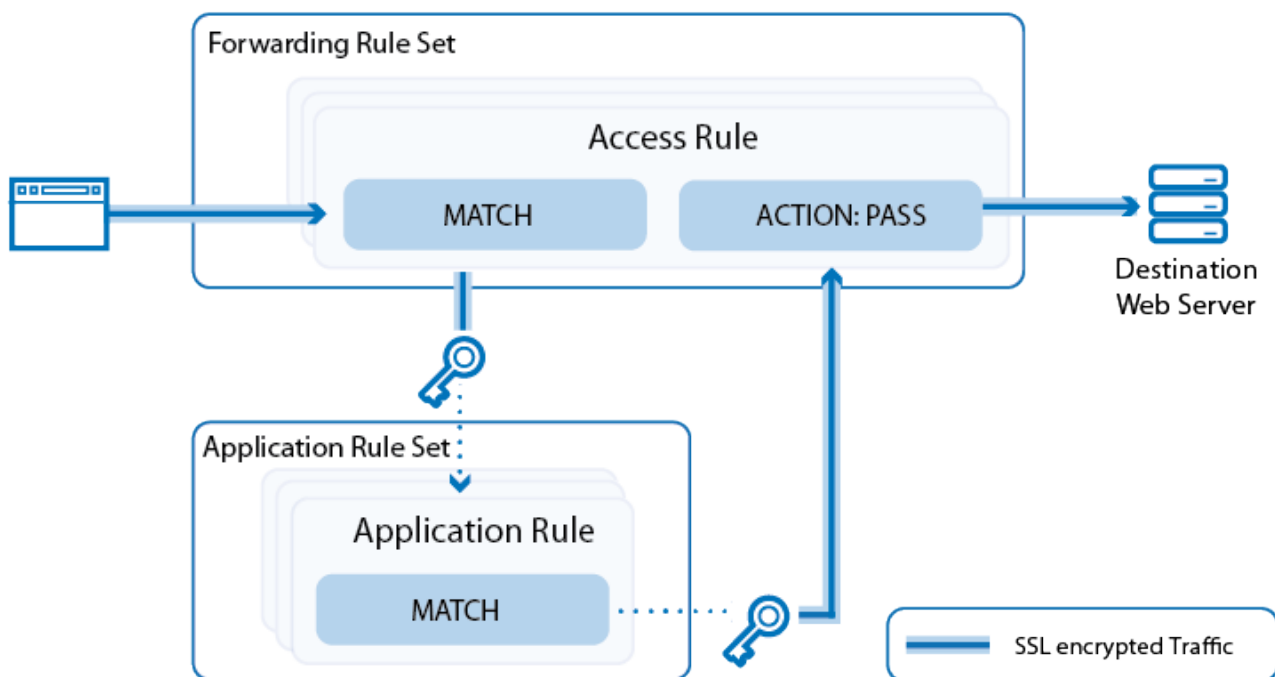 Forwarding Rule Set
Access Rule
MATCH
ACTION: PASS
Destination
Web Server
Application Rule Set
Application Rule
MATCH
SSL encrypted Traffic